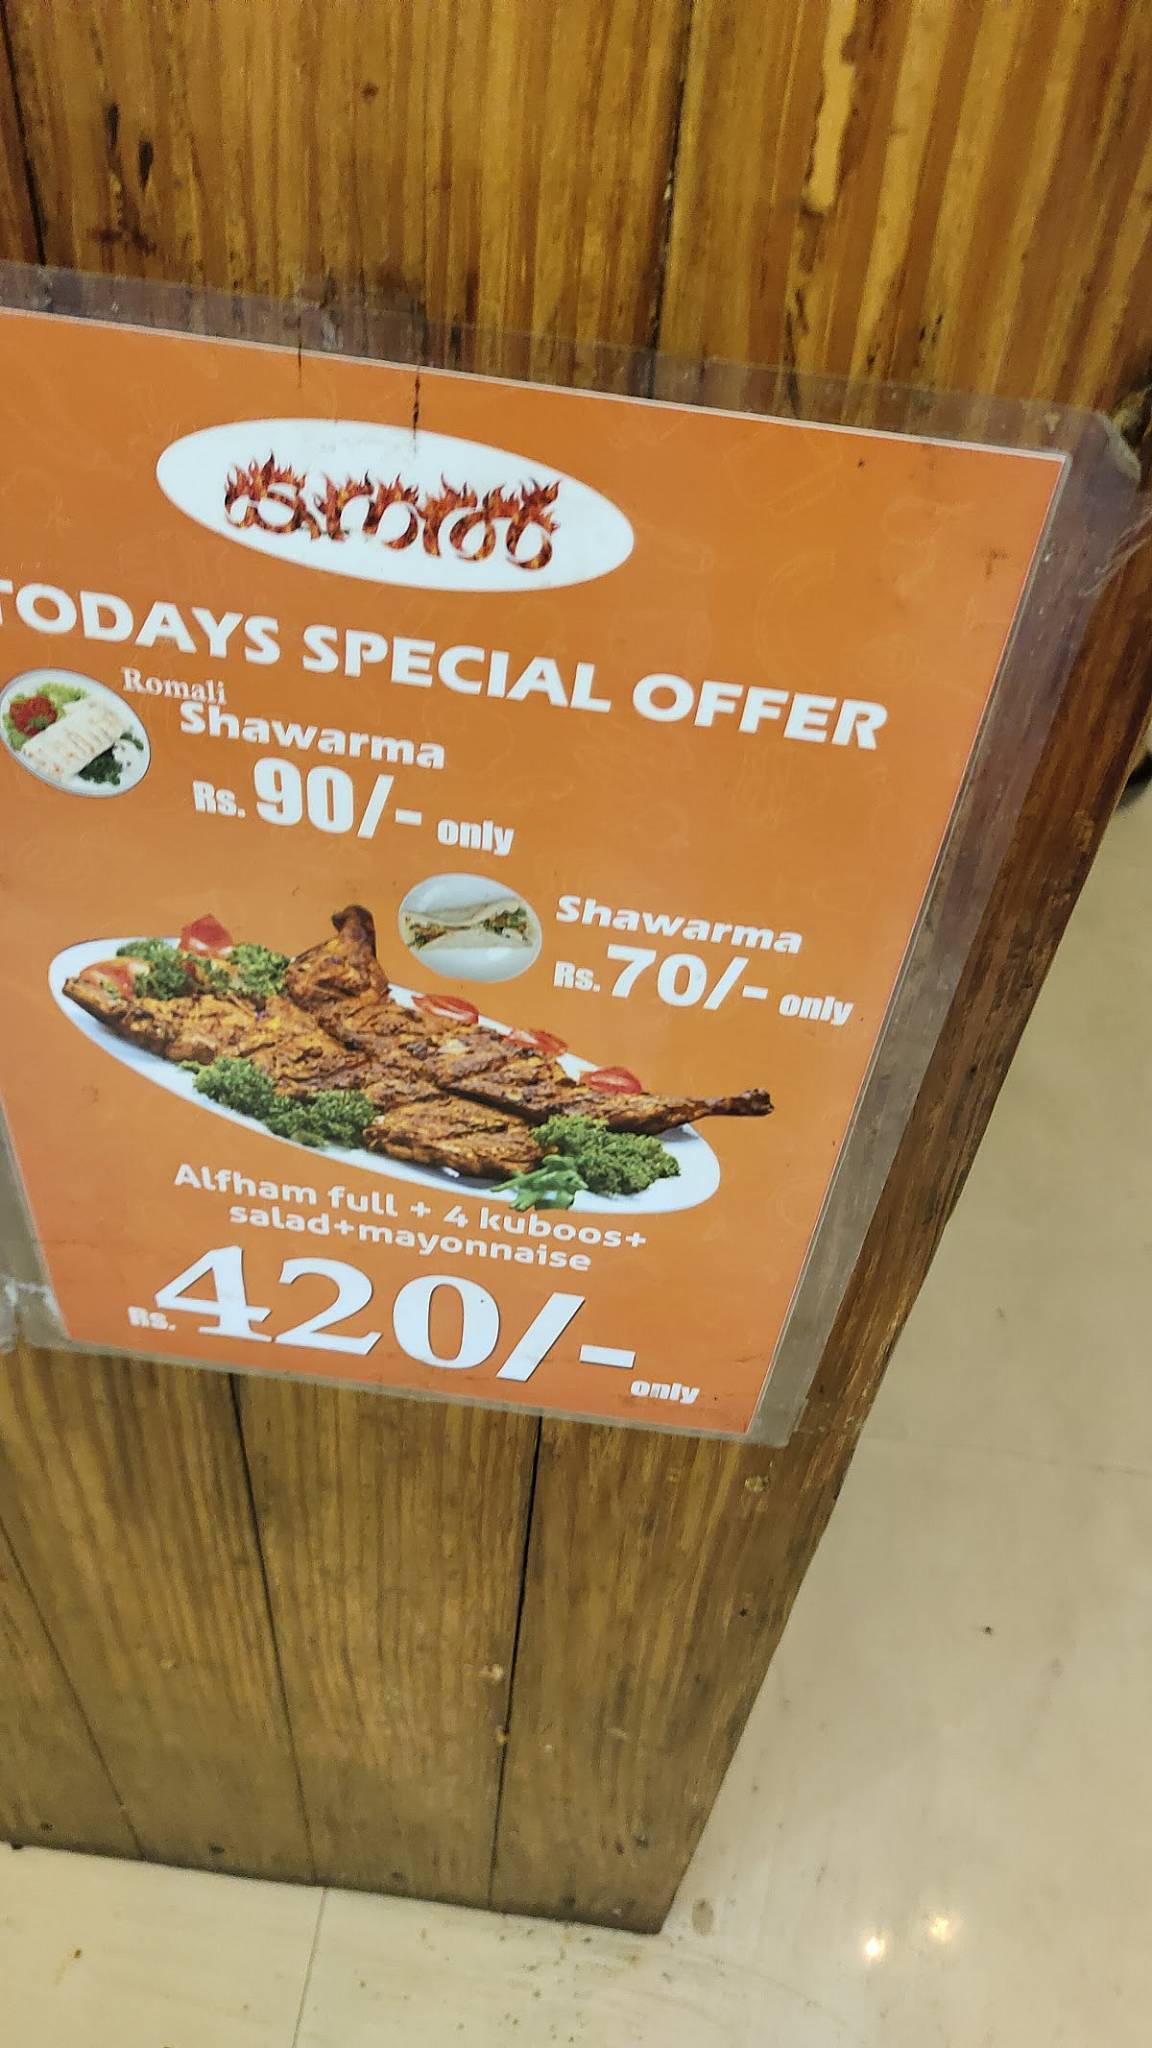 കനൽ
TODAYS SPECIAL OFFER
Romali
Shawarma
Rs. 90/- only
Shawarma
Rs. 70/- only
Alfham full + 4 kuboos+
salad+mayonnaise
Rs. 420/- only